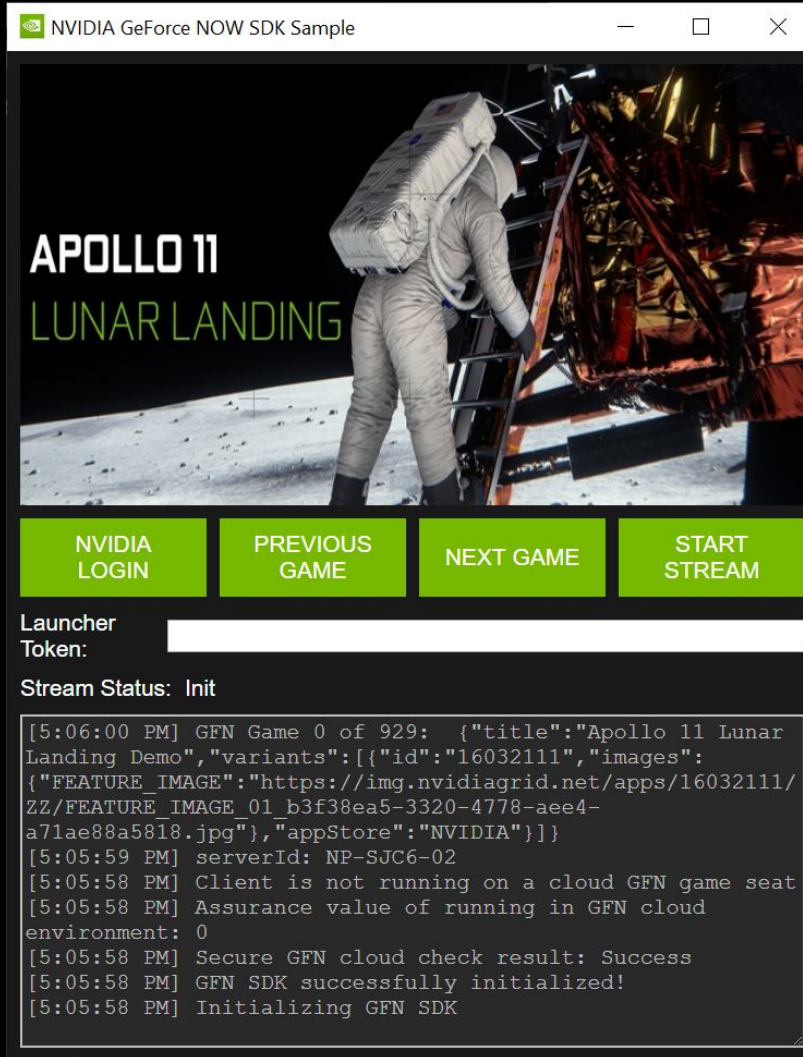 NVIDIA GeForce NOW SDK Sample
APOLLO 11
LUNAR LANDING
NVIDIA
LOGIN
PREVIOUS
GAME
NEXT GAME
START
STREAM
Launcher
Token:
Stream Status: Init
[5:06:00 PM] GFN Game 0 of 929:  {"title":"Apollo 11 Lunar
Landing Demo","variants":[{"id":"16032111","images":
{"FEATURE_IMAGE":"https://img.nvidiagrid.net/apps/16032111/
ZZ/FEATURE_IMAGE_01_b3f38ea5-3320-4778-aee4-
a71ae88a5818.jpg"},"appStore":"NVIDIA"}]}
[5:05:59 PM] serverId: NP-SJC6-02
[5:05:58 PM] Client is not running on a cloud GFN game seat
[5:05:58 PM] Assurance value of running in GFN cloud
environment: 0
[5:05:58 PM] Secure GFN cloud check result: Success
[5:05:58 PM] GFN SDK successfully initialized!
[5:05:58 PM] Initializing GFN SDK